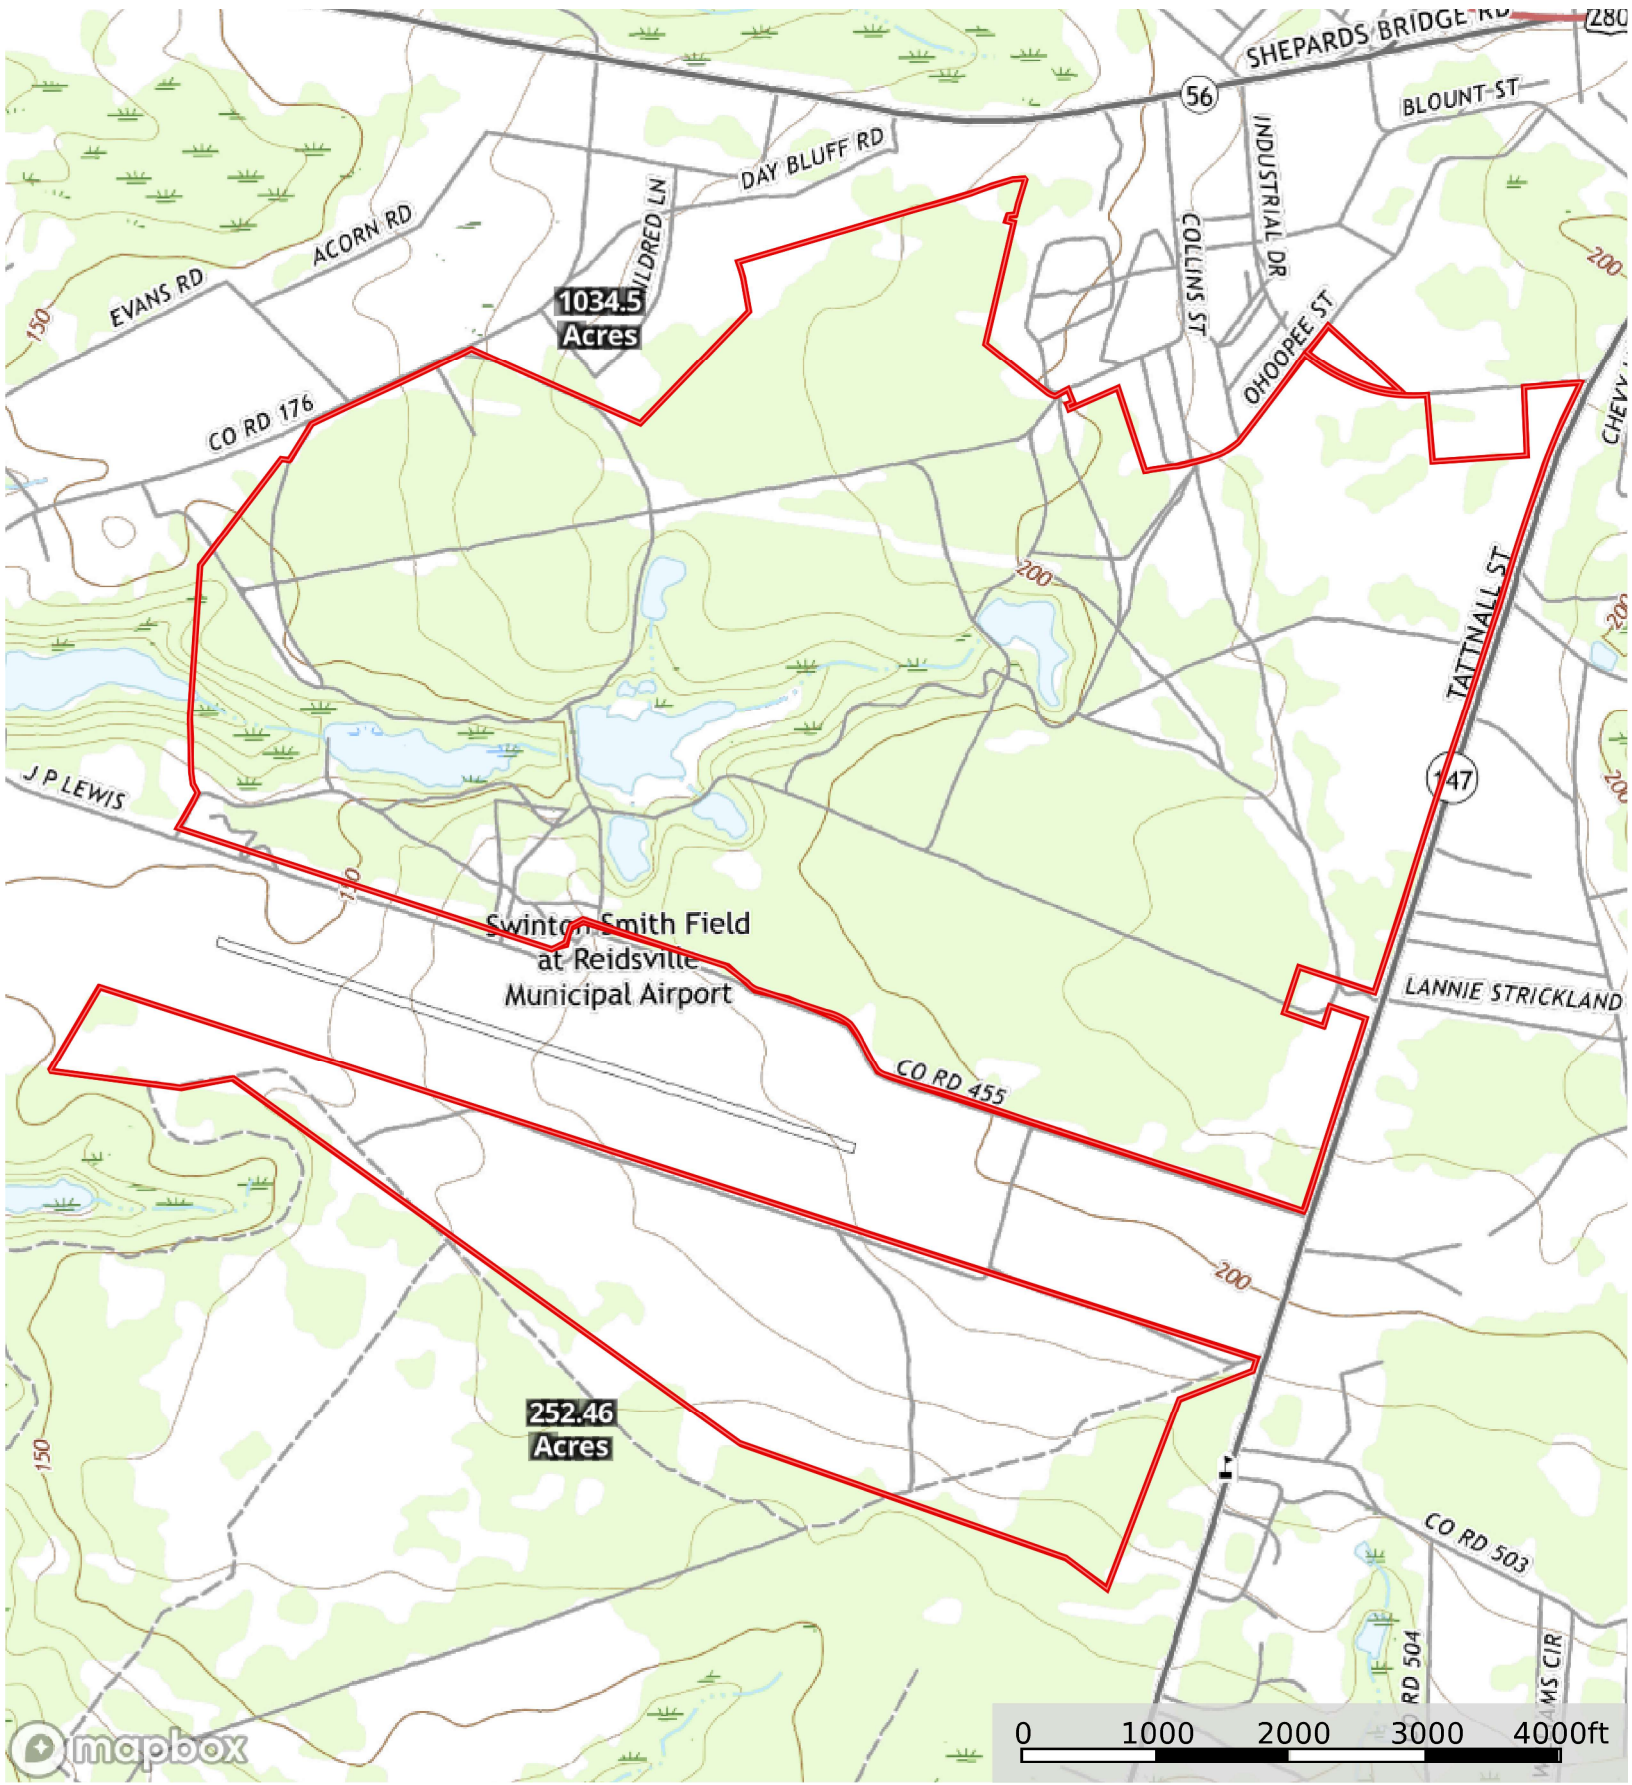 280
SHEPARDS BRIDGE RD
56
BLOUNT ST
INDUSTRIAL DR
DAY BLUFF RD
MILDRED LN
ACORN RD
COLLINS ST
EVANS RD
200
150
1034.5
Acres
OHOOPEE ST
CO RD 176
200
200
TATTNALL ST
147
200
J P LEWIS
150
Swinton Smith Field
at Reidsville
Municipal Airport
LANNIE STRICKLAND
CO RD 455
200
252.46
Acres
150
CO RD 503
RD 504
CIR
mapbox
0 1000 2000 3000 4000ft